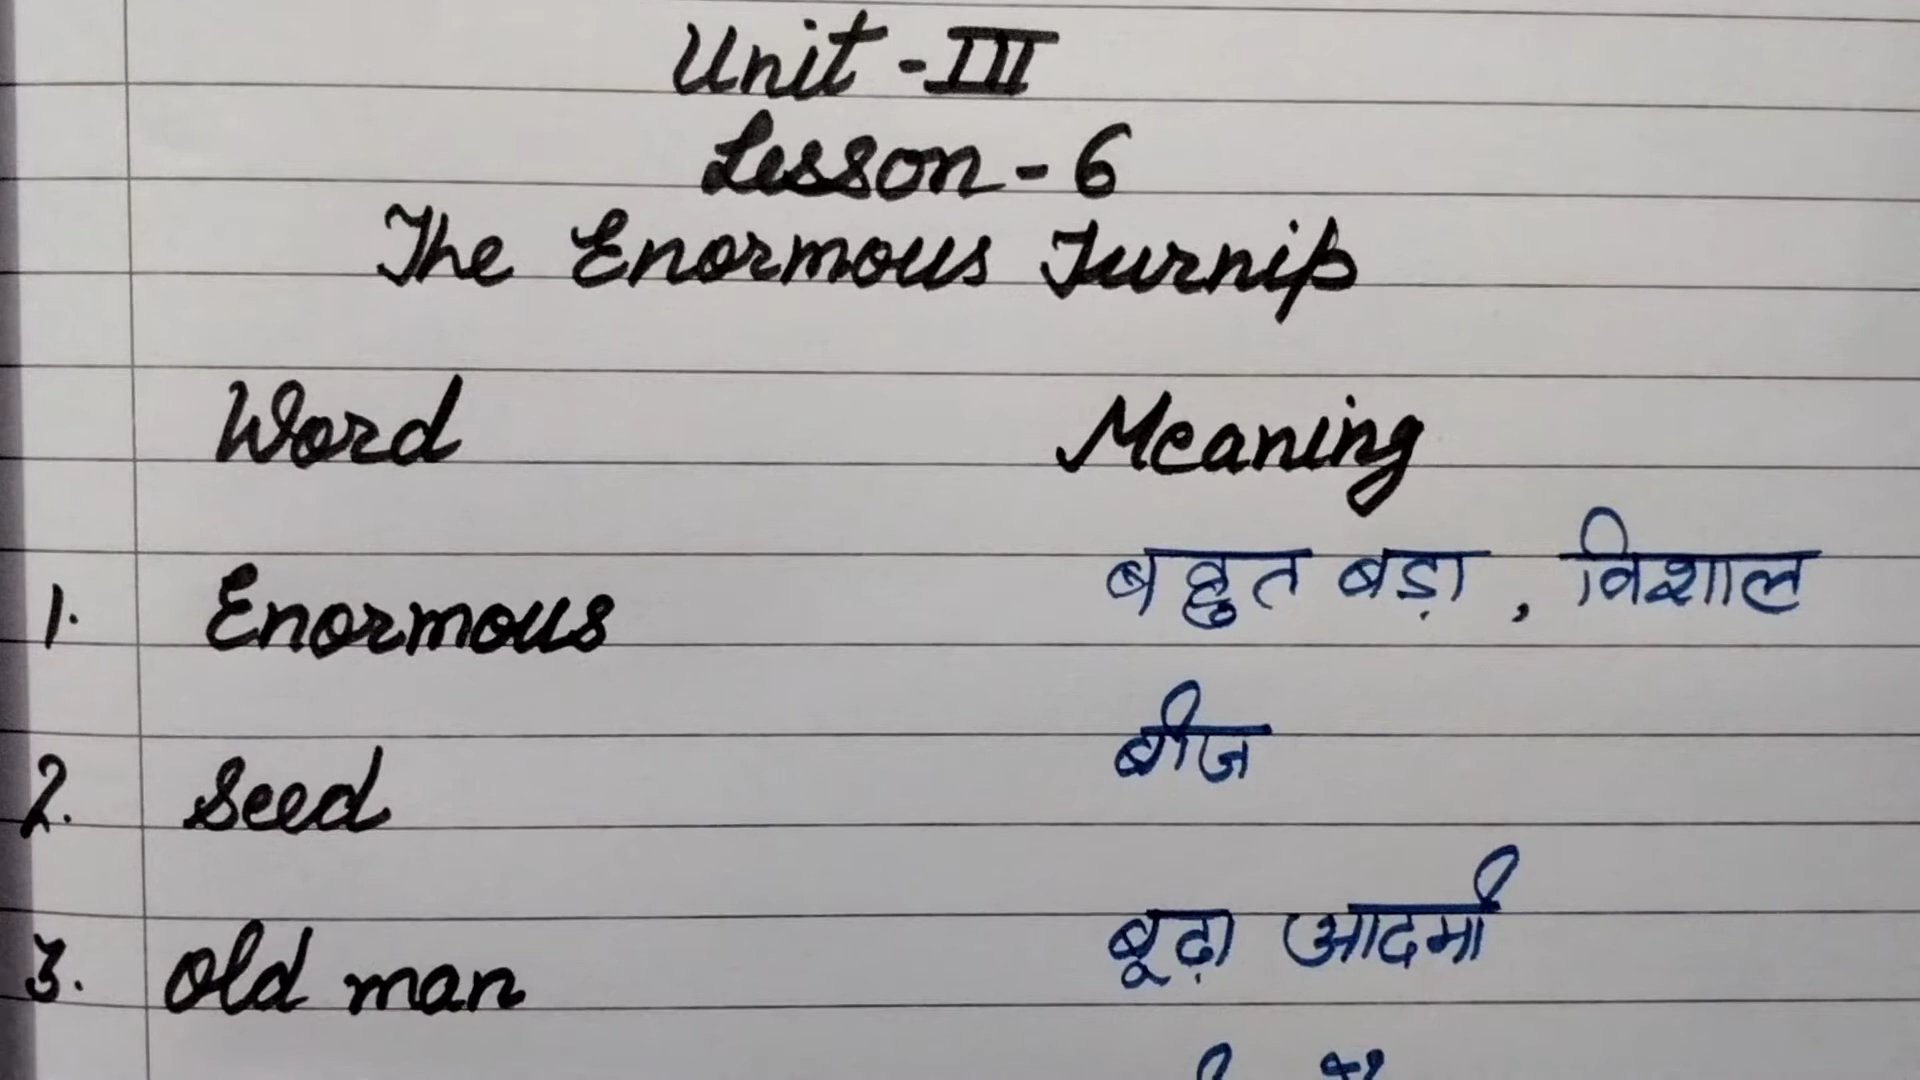 Unit - III
Lesson - 6
The Enormous Turnip
Word Meaning
1. Enormous बहुत बड़ा , विशाल
2. Seed बीज
3. Old man बूढ़ा आदमी